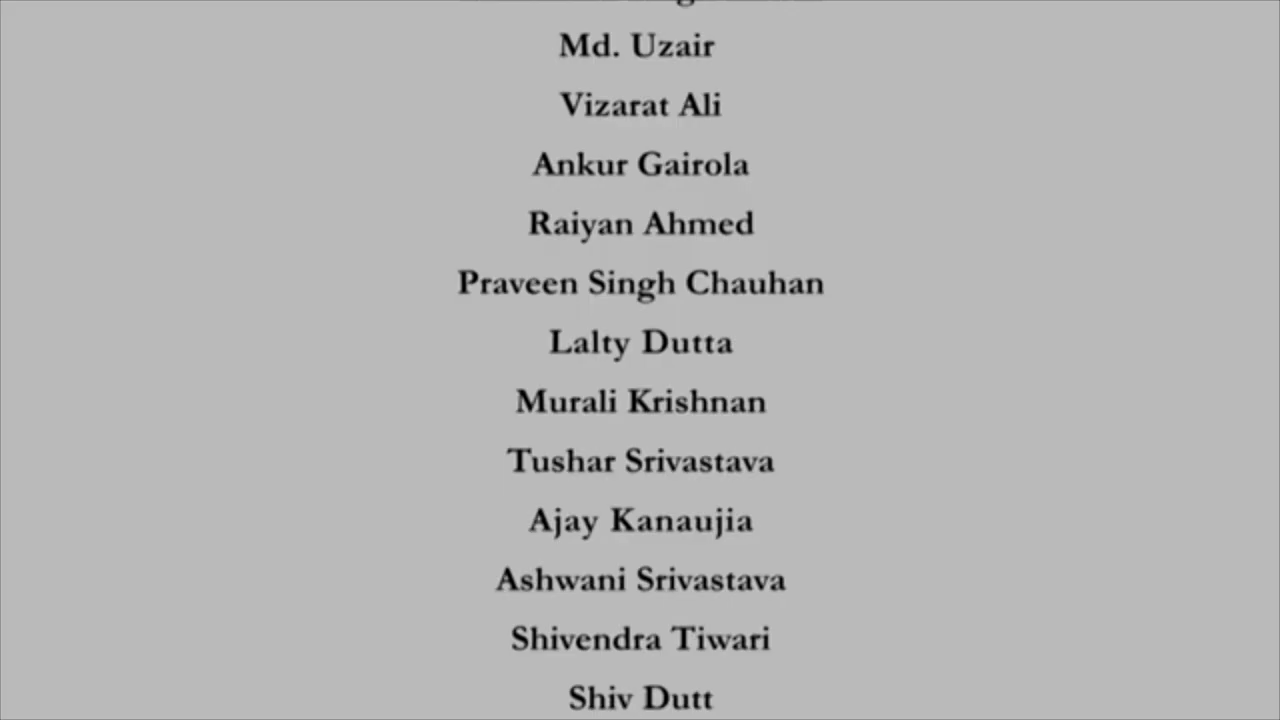 Md. Uzair
Vizarat Ali
Ankur Gairola
Raiyan Ahmed
Praveen Singh Chauhan
Lalty Dutta
Murali Krishnan
Tushar Srivastava
Ajay Kanaujia
Ashwani Srivastava
Shivendra Tiwari
Shiv Dutt